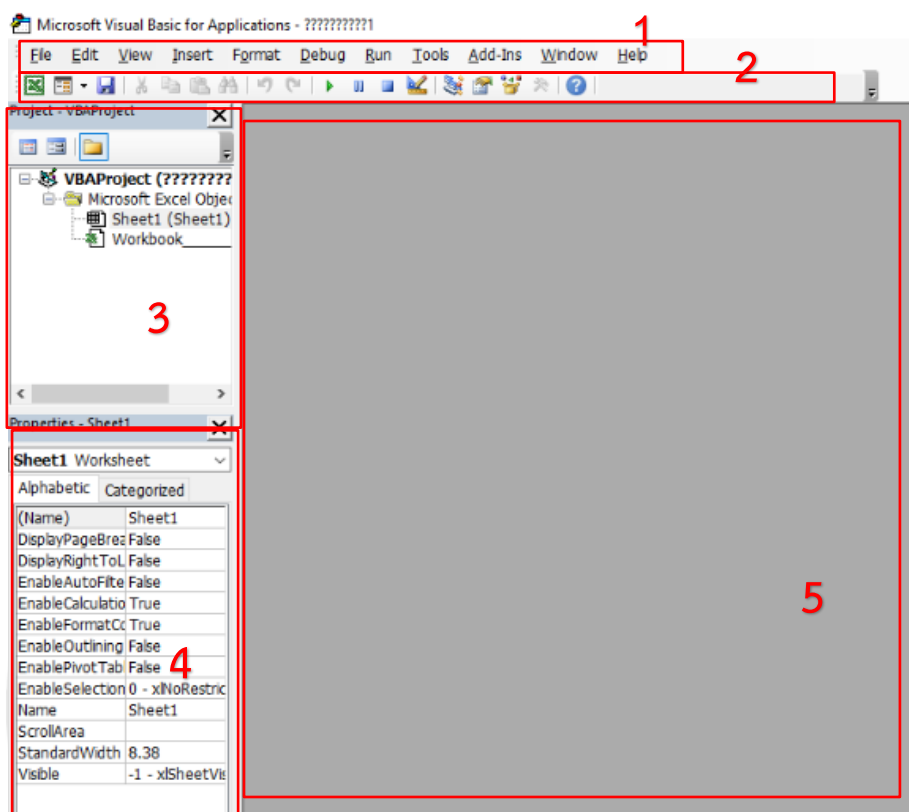 Microsoft Visual Basic for Applications - ???????????1
1
File Edit View Insert Format Debug Run Tools Add-Ins Window Help
2
Project - VBAProject
VBAProject (????????
Microsoft Excel Objec
Sheet1 (Sheet1)
Workbook______
3
Properties - Sheet1
Sheet1 Worksheet
Alphabetic Categorized
(Name) Sheet1
DisplayPageBrea False
DisplayRightToL False
EnableAutoFilte False
EnableCalculatio True
EnableFormatCo True
EnableOutlining False
EnablePivotTab False
4
EnableSelection 0 - xlNoRestric
Name Sheet1
ScrollArea
StandardWidth 8.38
Visible -1 - xlSheetVis
5